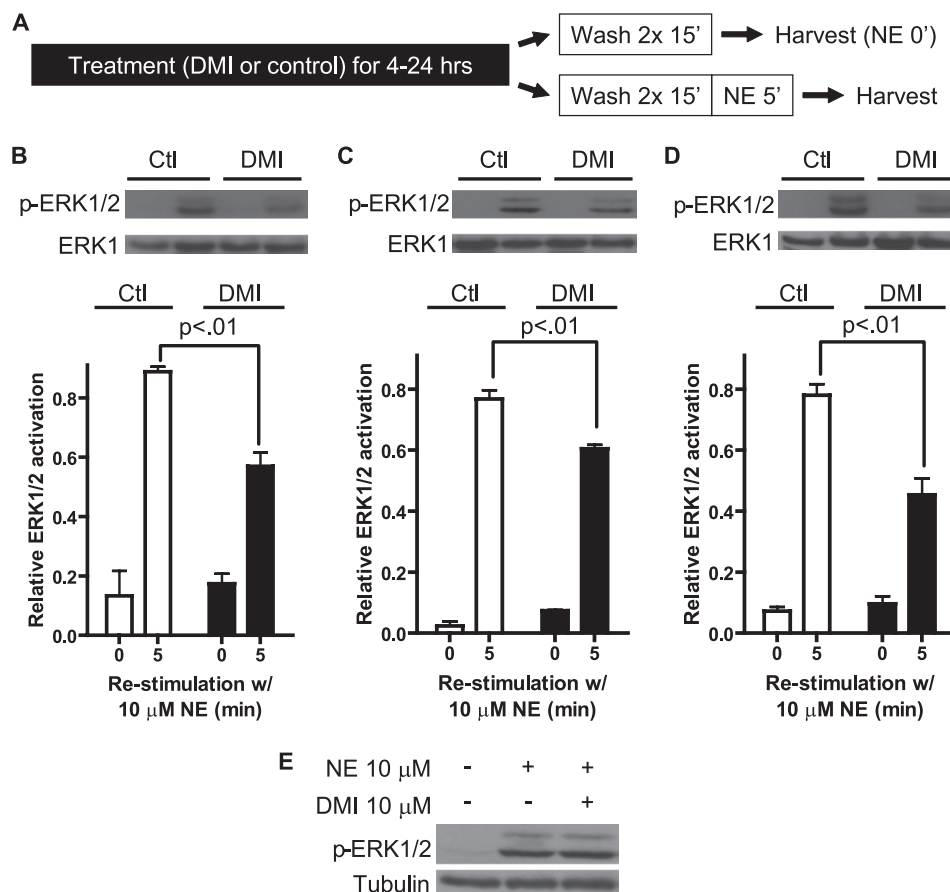 A
Treatment (DMI or control) for 4-24 hrs
Wash 2x 15’
Harvest (NE 0’)
Wash 2x 15’ NE 5’
Harvest
B
Ctl DMI
p-ERK1/2
ERK1
Ctl DMI
p<.01
Relative ERK1/2 activation
0.8
0.6
0.4
0.2
0.0
0 5 0 5
Re-stimulation w/
10 μM NE (min)
C
Ctl DMI
p-ERK1/2
ERK1
Ctl DMI
p<.01
Relative ERK1/2 activation
0.8
0.6
0.4
0.2
0.0
0 5 0 5
Re-stimulation w/
10 μM NE (min)
D
Ctl DMI
p-ERK1/2
ERK1
Ctl DMI
p<.01
Relative ERK1/2 activation
0.8
0.6
0.4
0.2
0.0
0 5 0 5
Re-stimulation w/
10 μM NE (min)
E
NE 10 μM - + +
DMI 10 μM - - +
p-ERK1/2
Tubulin